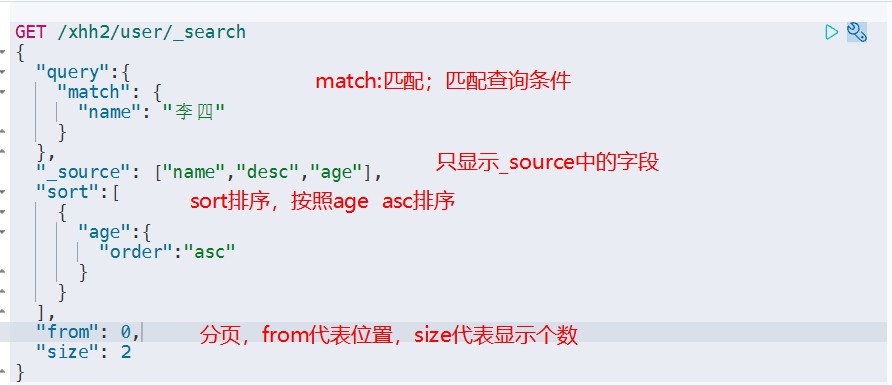 GET /xhh2/user/_search
{
"query":{
match:匹配；匹配查询条件
"match": {
"name": "李四"
}
},
只显示_source中的字段
"_source": ["name","desc","age"],
"sort":[
sort排序，按照age asc排序
{
"age":{
"order":"asc"
}
}
],
"from": 0,
分页，from代表位置，size代表显示个数
"size": 2
}